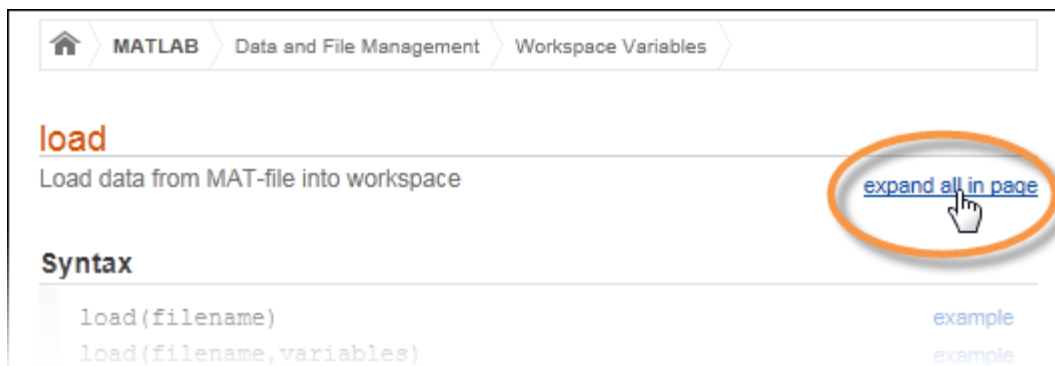 MATLAB Data and File Management Workspace Variables
load
Load data from MAT-file into workspace
expand all in page
Syntax
load(filename) example
load(filename,variables) example